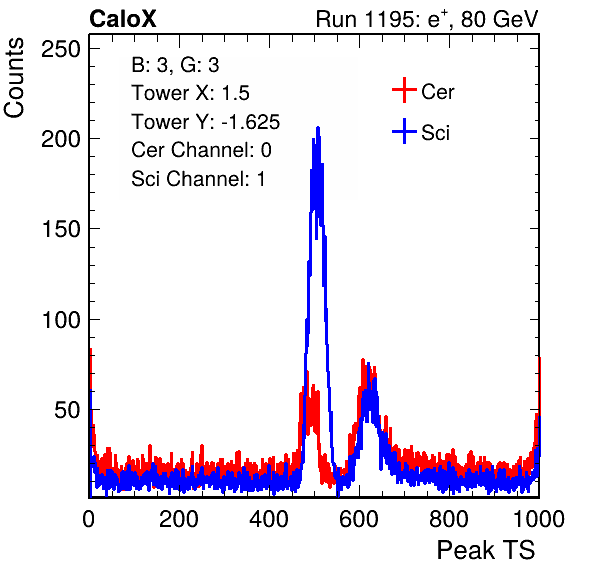 CaloX
Run 1195: e+, 80 GeV
Counts
250
200
150
100
50
B: 3, G: 3
Tower X: 1.5
Tower Y: -1.625
Cer Channel: 0
Sci Channel: 1
Cer
Sci
0 200 400 600 800 1000
Peak TS